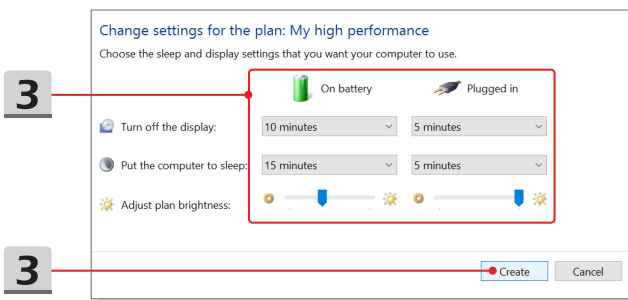 Change settings for the plan: My high performance
Choose the sleep and display settings that you want your computer to use.
3
On battery Plugged in
Turn off the display: 10 minutes 5 minutes
Put the computer to sleep: 15 minutes 5 minutes
Adjust plan brightness:
3
Create Cancel